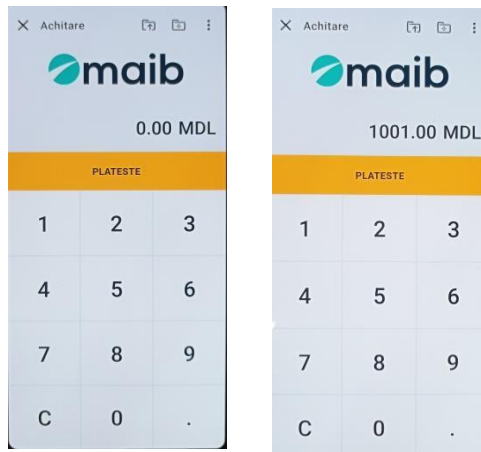 Achitare
maib
0.00 MDL
PLATESTE
1 2 3
4 5 6
7 8 9
C 0 .
Achitare
maib
1001.00 MDL
PLATESTE
1 2 3
4 5 6
7 8 9
C 0 .